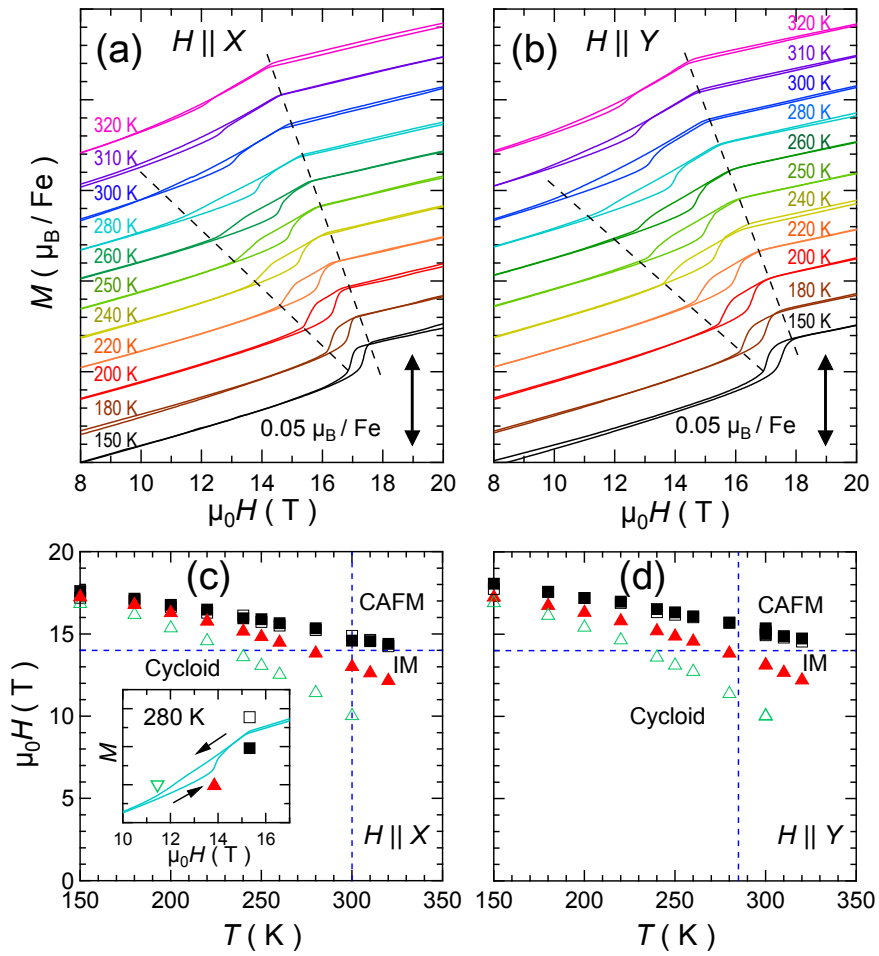 (a)
H || X
320 K
310 K
300 K
280 K
260 K
250 K
240 K
220 K
200 K
180 K
150 K
0.05 μB / Fe
M ( μB / Fe )
8 10 12 14 16 18 20
μ0H ( T )
(b)
H || Y
320 K
310 K
300 K
280 K
260 K
250 K
240 K
220 K
200 K
180 K
150 K
0.05 μB / Fe
8 10 12 14 16 18 20
μ0H ( T )
(c)
CAFM
IM
Cycloid
280 K
M
10 12 14 16
μ0H ( T )
H || X
20
15
10
5
0
μ0H ( T )
150 200 250 300 350
T ( K )
(d)
CAFM
IM
Cycloid
H || Y
150 200 250 300 350
T ( K )